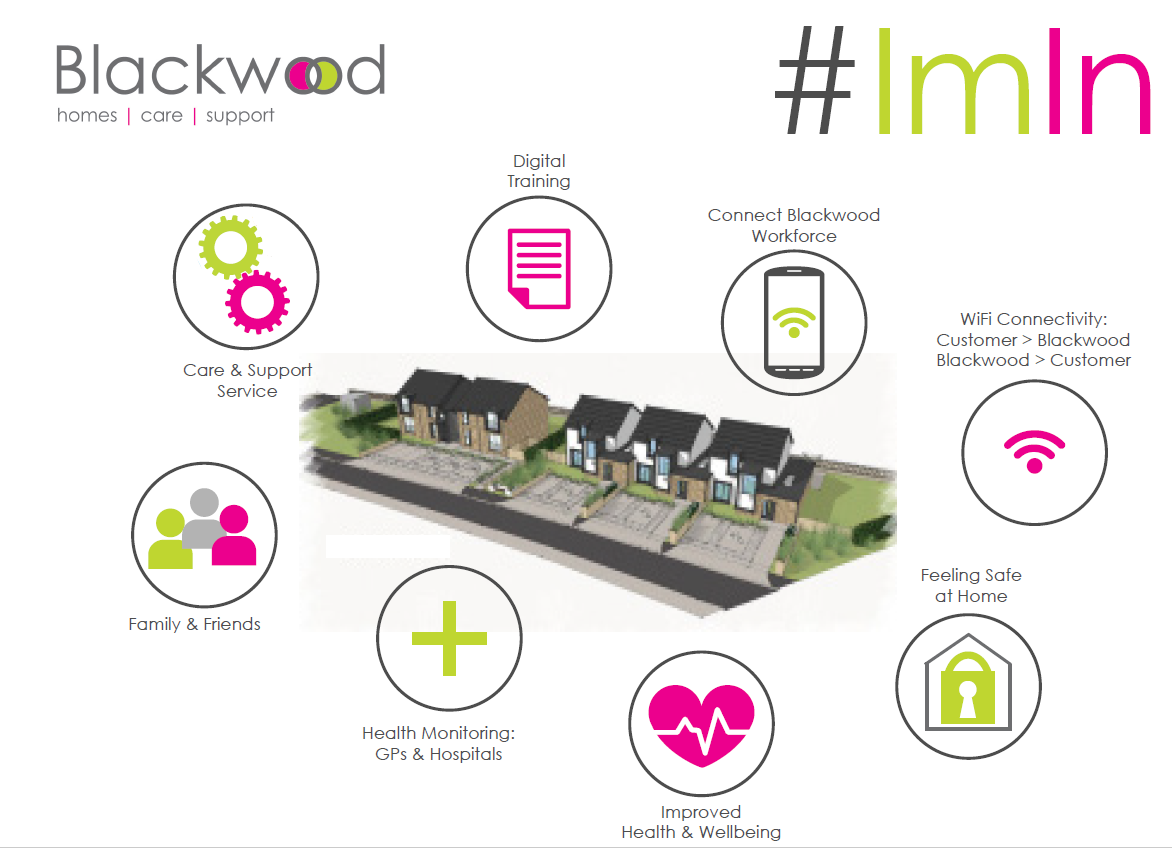 Blackwood
homes | care | support
#ImIn
Digital
Training
Connect Blackwood
Workforce
WiFi Connectivity:
Customer > Blackwood
Blackwood > Customer
Care & Support
Service
Family & Friends
Feeling Safe
at Home
Health Monitoring:
GPs & Hospitals
Improved
Health & Wellbeing